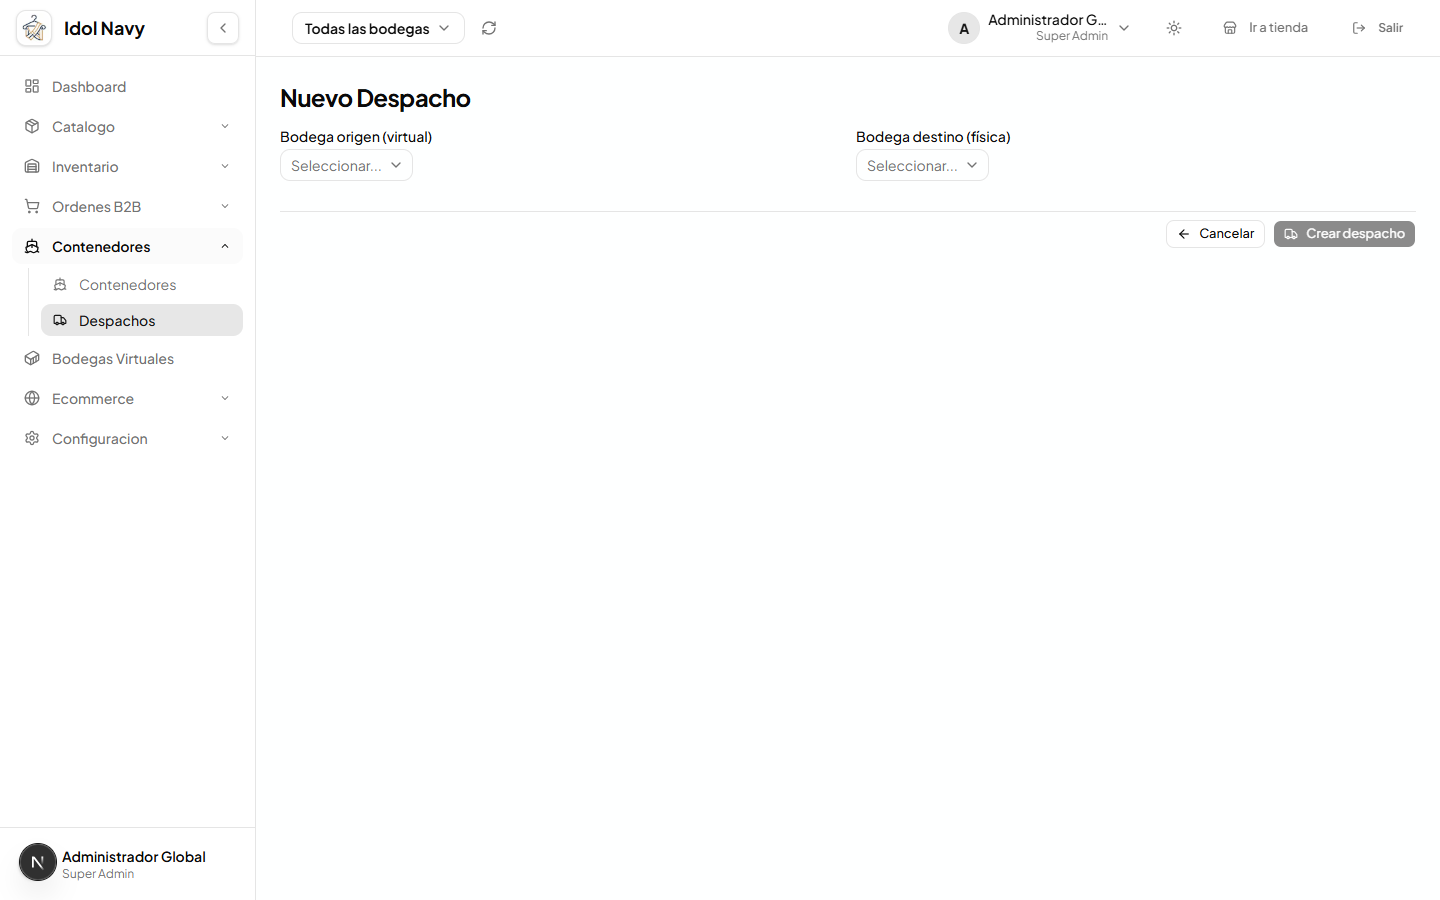 Idol Navy
Todas las bodegas
A
Administrador G...
Super Admin
Ir a tienda
Salir
Dashboard
Catalogo
Inventario
Ordenes B2B
Contenedores
Contenedores
Despachos
Bodegas Virtuales
Ecommerce
Configuracion
Nuevo Despacho
Bodega origen (virtual)
Bodega destino (física)
Seleccionar...
Seleccionar...
Cancelar
Crear despacho
N
Administrador Global
Super Admin